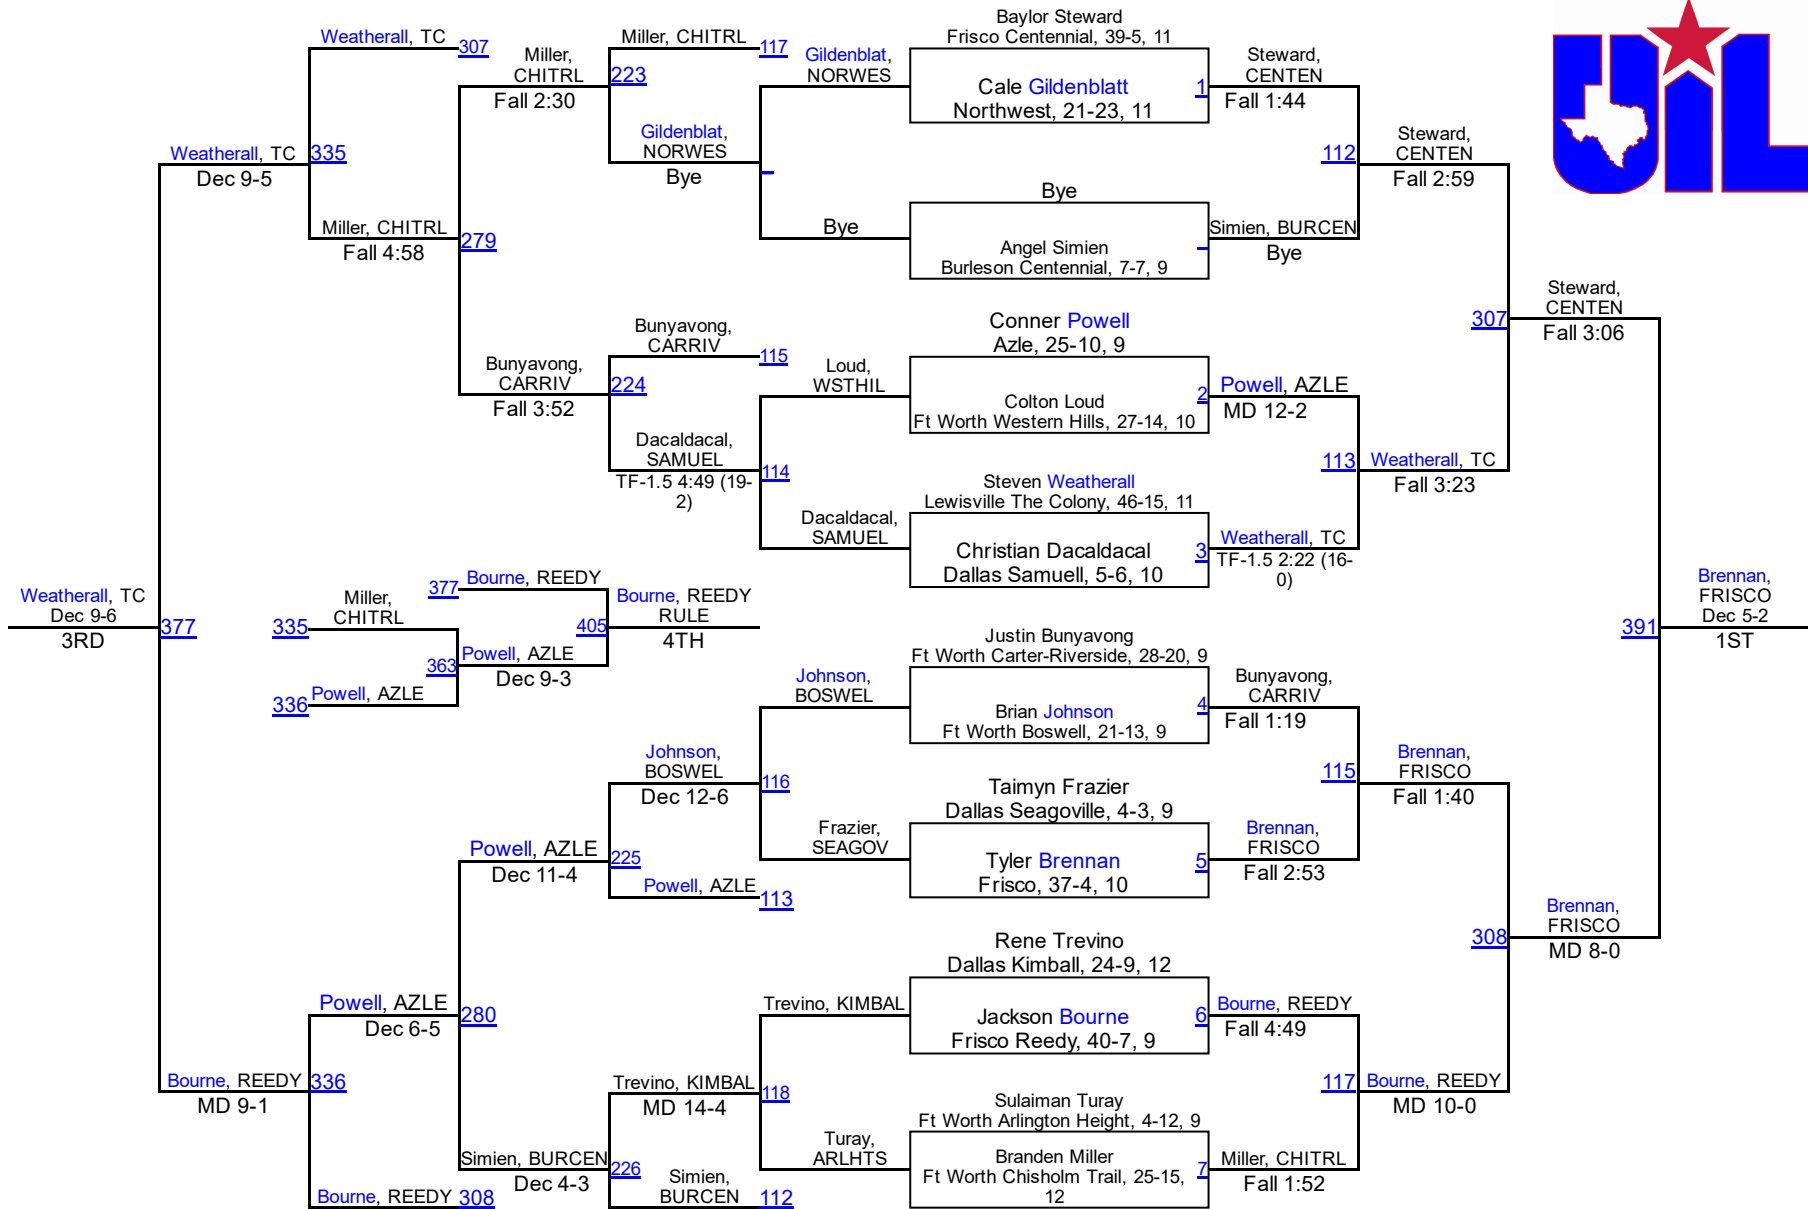 Weatherall, TC
307
Miller,
CHITRL
Fall 2:30
Miller, CHITRL
117
223
Gildenblat,
NORWES
Bye
Gildenblat,
NORWES
Baylor Steward
Frisco Centennial, 39-5, 11
Cale Gildenblatt
Northwest, 21-23, 11
1
Steward,
CENTEN
Fall 1:44
UIL
Weatherall, TC
Dec 9-5
335
Miller, CHITRL
Fall 4:58
279
Bye
Bye
Angel Simien
Burleson Centennial, 7-7, 9
Simien, BURCEN
Bye
112
Steward,
CENTEN
Fall 2:59
Bunyavong,
CARRIV
Fall 3:52
Bunyavong,
CARRIV
115
224
Dacaldacal,
SAMUEL
TF-1.5 4:49 (19-
2)
114
Loud,
WSTHIL
Dacaldacal,
SAMUEL
Conner Powell
Azle, 25-10, 9
Colton Loud
Ft Worth Western Hills, 27-14, 10
2
Powell, AZLE
MD 12-2
Steven Weatherall
Lewisville The Colony, 46-15, 11
Christian Dacaldacal
Dallas Samuell, 5-6, 10
3
Weatherall, TC
TF-1.5 2:22 (16-
0)
113
Weatherall, TC
Fall 3:23
307
Steward,
CENTEN
Fall 3:06
Weatherall, TC
Dec 9-6
3RD
377
335
Miller,
CHITRL
336
Powell, AZLE
363
Powell, AZLE
Dec 9-3
377
Bourne, REEDY
405
Bourne, REEDY
RULE
4TH
391
Brennan,
FRISCO
Dec 5-2
1ST
Johnson,
BOSWEL
Justin Bunyavong
Ft Worth Carter-Riverside, 28-20, 9
Brian Johnson
Ft Worth Boswell, 21-13, 9
4
Bunyavong,
CARRIV
Fall 1:19
Johnson,
BOSWEL
Dec 12-6
116
Frazier,
SEAGOV
Taimyn Frazier
Dallas Seagoville, 4-3, 9
Tyler Brennan
Frisco, 37-4, 10
5
Brennan,
FRISCO
Fall 2:53
115
Brennan,
FRISCO
Fall 1:40
Powell, AZLE
Dec 11-4
225
Powell, AZLE
113
308
Brennan,
FRISCO
MD 8-0
Powell, AZLE
Dec 6-5
280
Trevino, KIMBAL
Rene Trevino
Dallas Kimball, 24-9, 12
Jackson Bourne
Frisco Reedy, 40-7, 9
6
Bourne, REEDY
Fall 4:49
Bourne, REEDY
MD 9-1
336
Trevino, KIMBAL
MD 14-4
118
Turay,
ARLHTS
Sulaiman Turay
Ft Worth Arlington Height, 4-12, 9
Branden Miller
Ft Worth Chisholm Trail, 25-15,
12
7
Miller, CHITRL
Fall 1:52
117
Bourne, REEDY
MD 10-0
Simien, BURCEN
Dec 4-3
226
Simien,
BURCEN
112
Bourne, REEDY
308